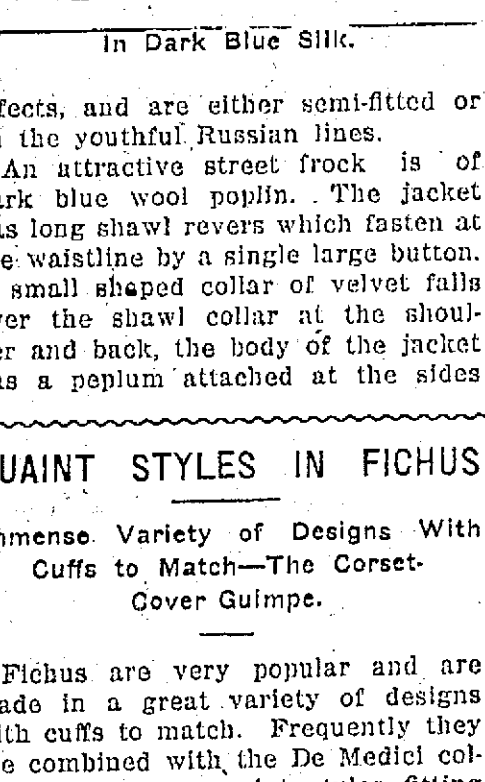 In Dark Blue Silk.
fects, and are either semi-fitted or
the youthful Russian lines.
An attractive street frock is of
ark blue wool poplin. The jacket
as long shawl revers which fasten at
e waistline by a single large button.
small shaped collar of velvet falls
ver the shawl collar at the shoul-
er and back, the body of the jacket
as a peplum attached at the sides
UAINT STYLES IN FICHUS
mmense Variety of Designs With
Cuffs to Match—The Corset-
Cover Guimpe.
Fichus are very popular and are
ade in a great variety of designs
ith cuffs to match. Frequently they
e combined with the De Medici col-
fitting